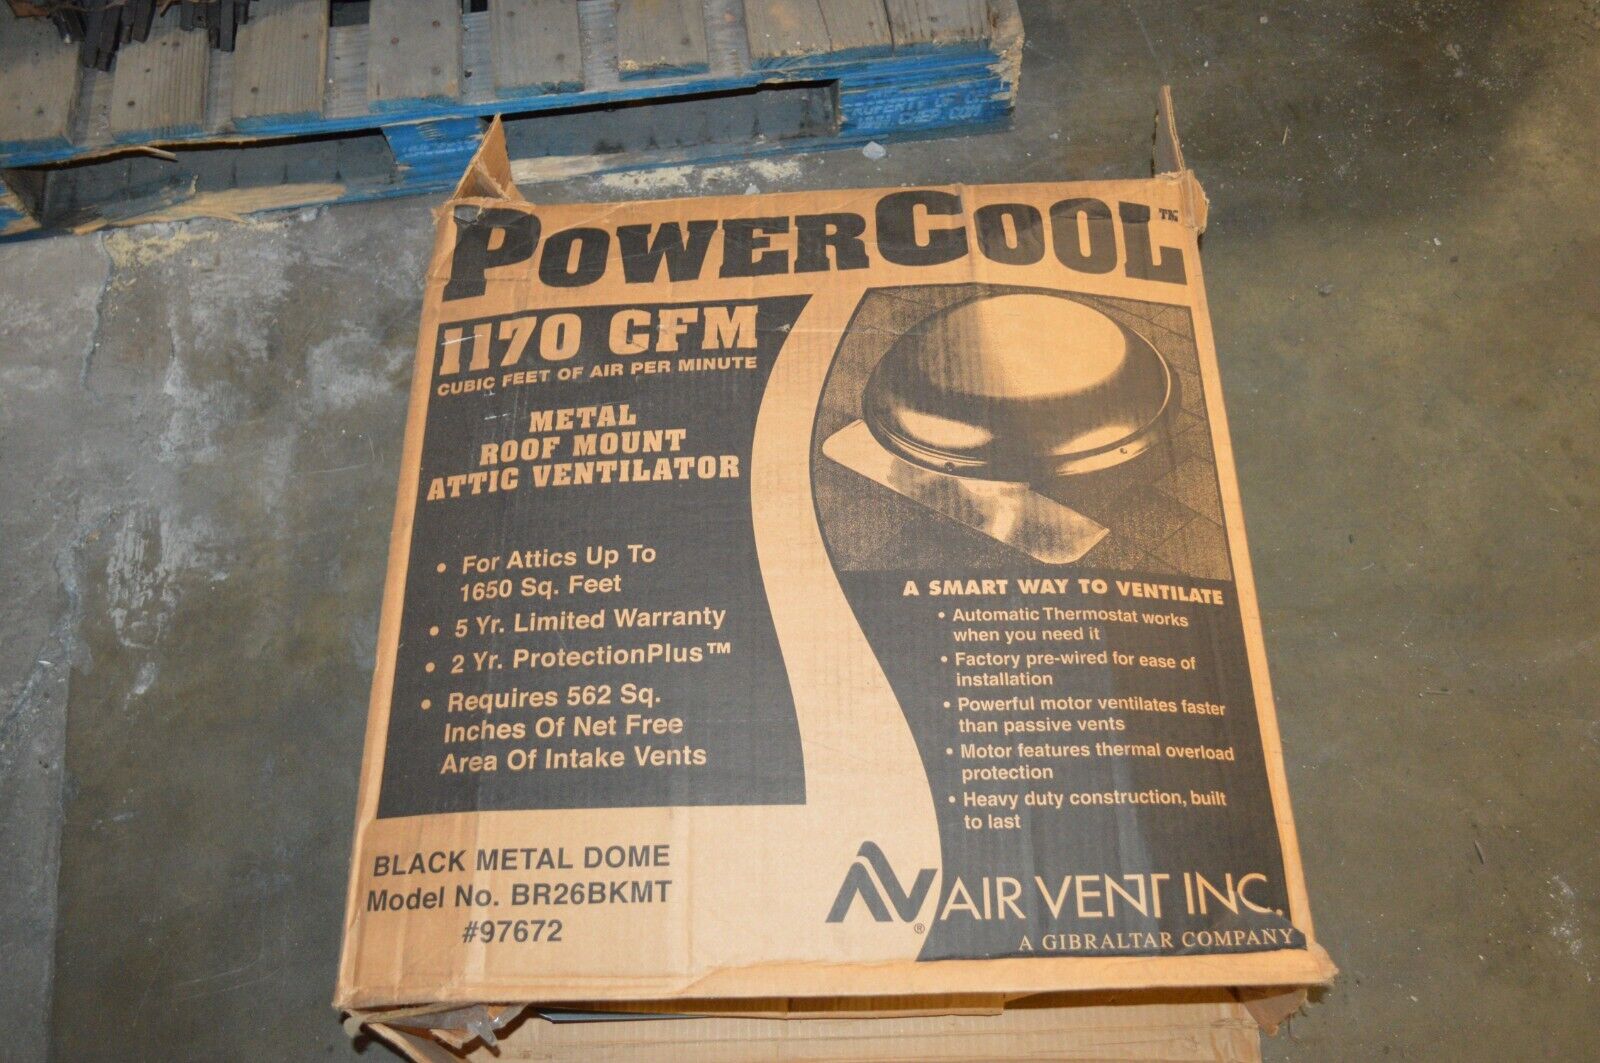 PROPERTY OF
POWERCOOL™
1170 CFM
CUBIC FEET OF AIR PER MINUTE
METAL
ROOF MOUNT
ATTIC VENTILATOR
• For Attics Up To
1650 Sq. Feet
• 5 Yr. Limited Warranty
• 2 Yr. ProtectionPlus™
• Requires 562 Sq.
Inches Of Net Free
Area Of Intake Vents
BLACK METAL DOME
Model No. BR26BKMT
#97672
A SMART WAY TO VENTILATE
• Automatic Thermostat works
when you need it
• Factory pre-wired for ease of
installation
• Powerful motor ventilates faster
than passive vents
• Motor features thermal overload
protection
• Heavy duty construction, built
to last
AV® AIR VENT INC.
A GIBRALTAR COMPANY